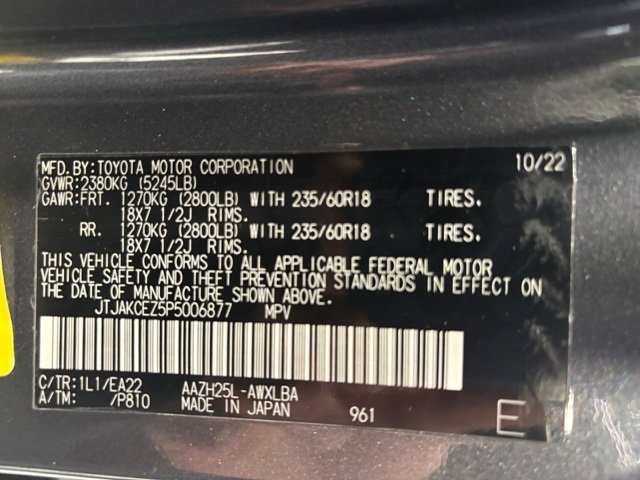 MFD.BY:TOYOTA MOTOR CORPORATION 10/22
GVWR:2380KG (5245LB)
GAWR:FRT. 1270KG (2800LB) WITH 235/60R18 TIRES.
18X7 1/2J RIMS.
RR. 1270KG (2800LB) WITH 235/60R18 TIRES.
18X7 1/2J RIMS.
THIS VEHICLE CONFORMS TO ALL APPLICABLE FEDERAL MOTOR
VEHICLE SAFETY AND THEFT PREVENTION STANDARDS IN EFFECT ON
THE DATE OF MANUFACTURE SHOWN ABOVE.
JTJAKCEZ5P5006877 MPV
C/TR:1L1/EA22 AAZH25L-AWXLBA
A/TM: /P810 MADE IN JAPAN 961 E